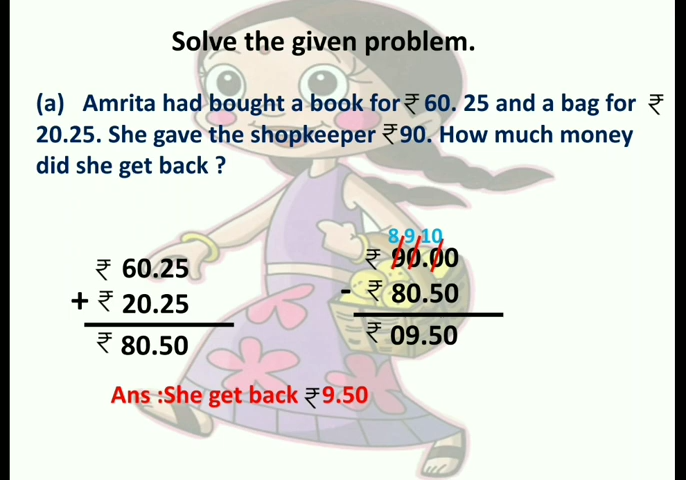 Solve the given problem.
(a) Amrita had bought a book for ₹ 60. 25 and a bag for ₹
20.25. She gave the shopkeeper ₹90. How much money
did she get back ?
8 9 10
₹ 60.25
₹ 90.00
+ ₹ 20.25
- ₹ 80.50
₹ 80.50
₹ 09.50
Ans :She get back ₹9.50